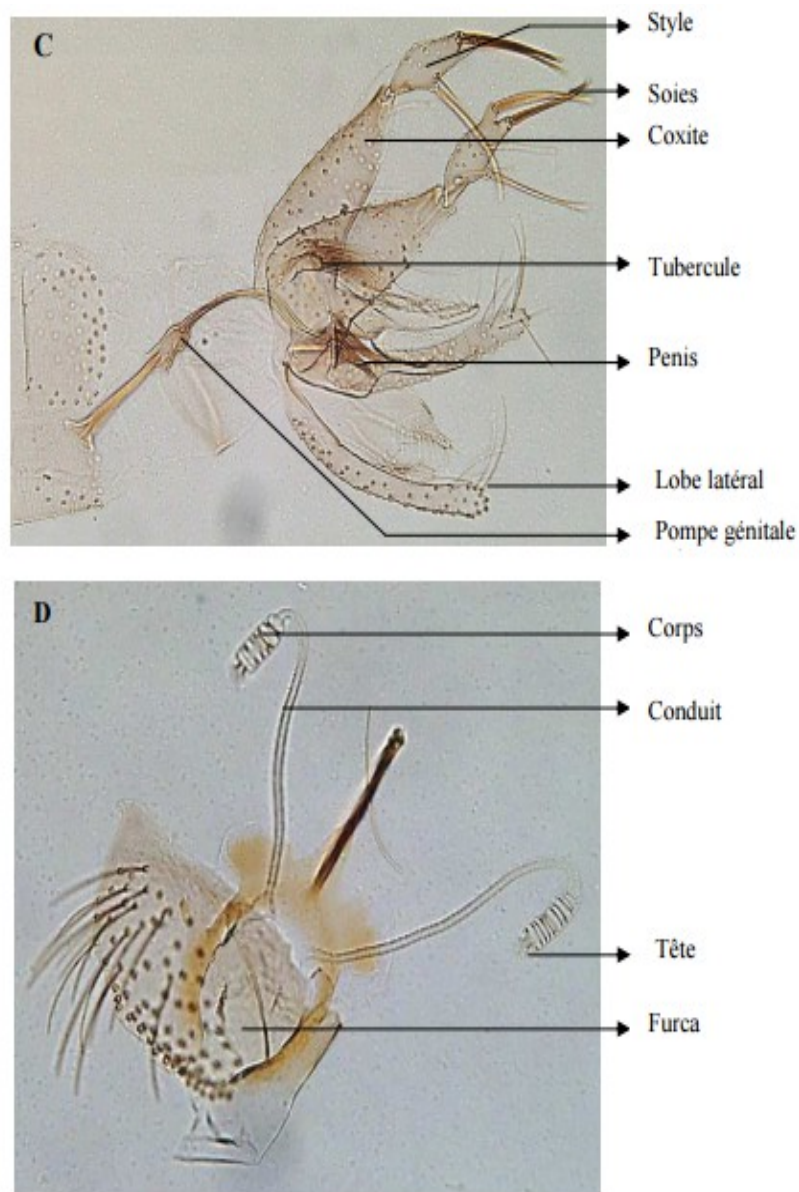 C
Style
Soies
Coxite
Tubercule
Penis
Lobe latéral
Pompe génitale
D
Corps
Conduit
Tête
Furca